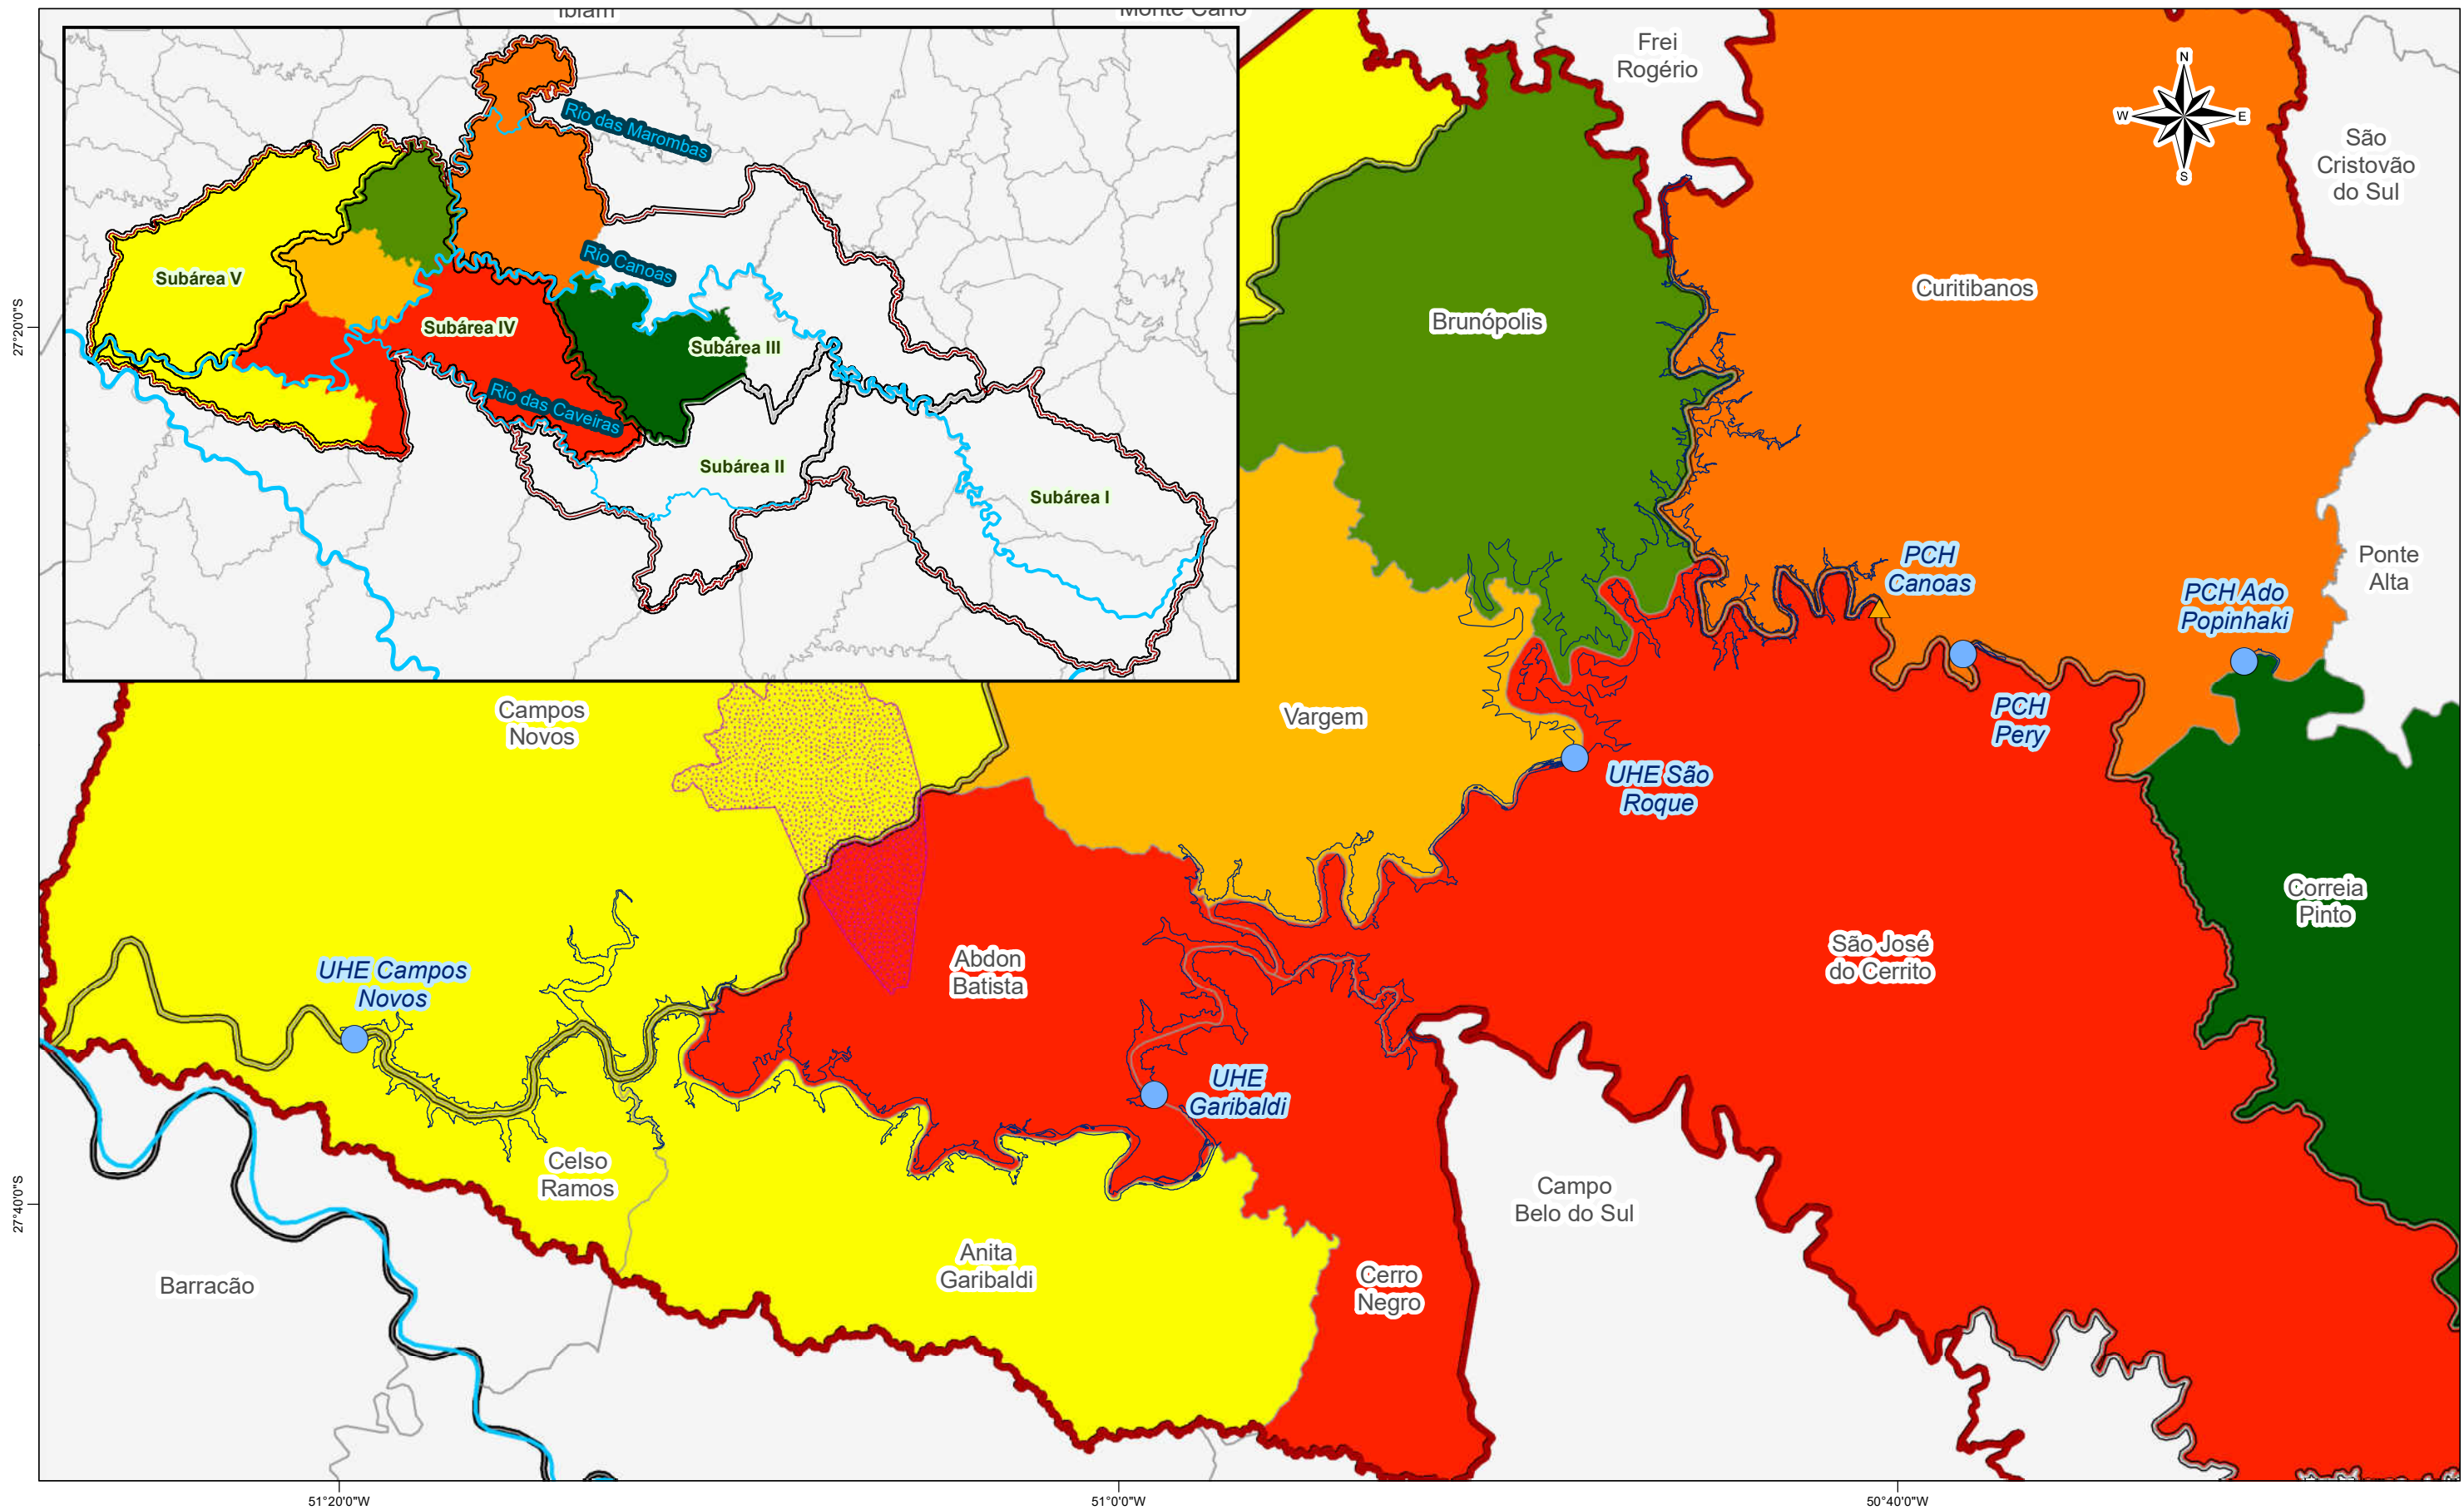 Ibiam
Monte Carlo
Rio das Marombas
Rio Canoas
Subárea V
Subárea IV
Subárea III
Rio das Caveiras
Subárea II
Subárea I
Frei
Rogério
N
W
E
S
São
Cristovão
do Sul
Curitibanos
Brunópolis
27°20'0"S
PCH
Canoas
PCH Ado
Popinhaki
Ponte
Alta
Campos
Novos
Vargem
PCH
Pery
UHE São
Roque
Correia
Pinto
Abdon
Batista
São José
do Cerrito
UHE Campos
Novos
UHE
Garibaldi
Celso
Ramos
Campo
Belo do Sul
27°40'0"S
Anita
Garibaldi
Barracão
Cerro
Negro
51°20'0"W
51°0'0"W
50°40'0"W